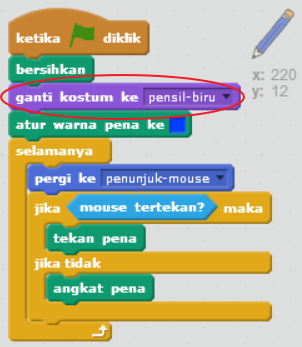 ketika diklik
bersihkan
ganti kostum ke pensil-biru
atur warna pena ke
selamanya
pergi ke penunjuk-mouse
jika mouse tertekan? maka
tekan pena
jika tidak
angkat pena
x: 220
y: 12